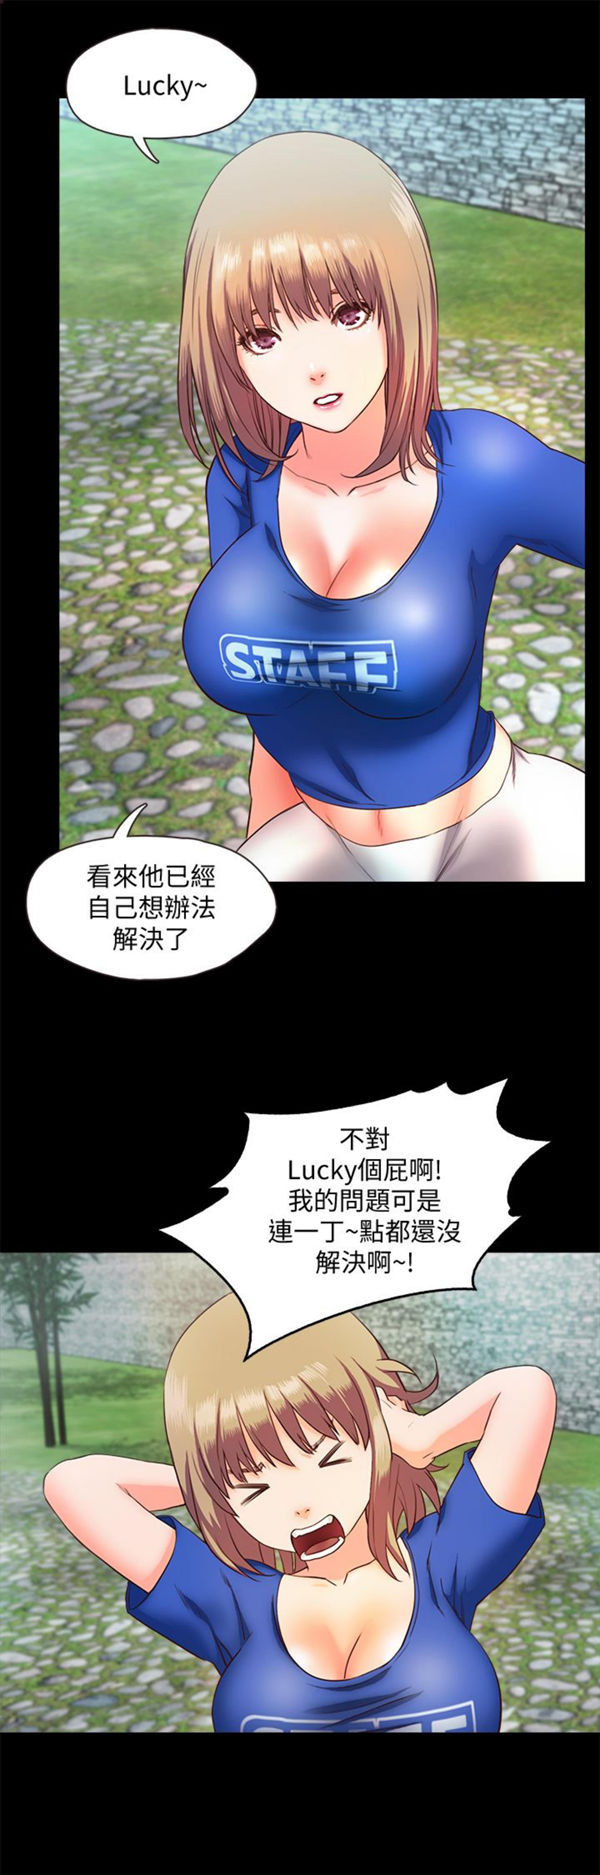 Lucky~
STAFF
看來他已經
自己想辦法
解決了
不對
Lucky個屁啊!
我的問題可是
連一丁~點都還沒
解決啊~!
STAFF